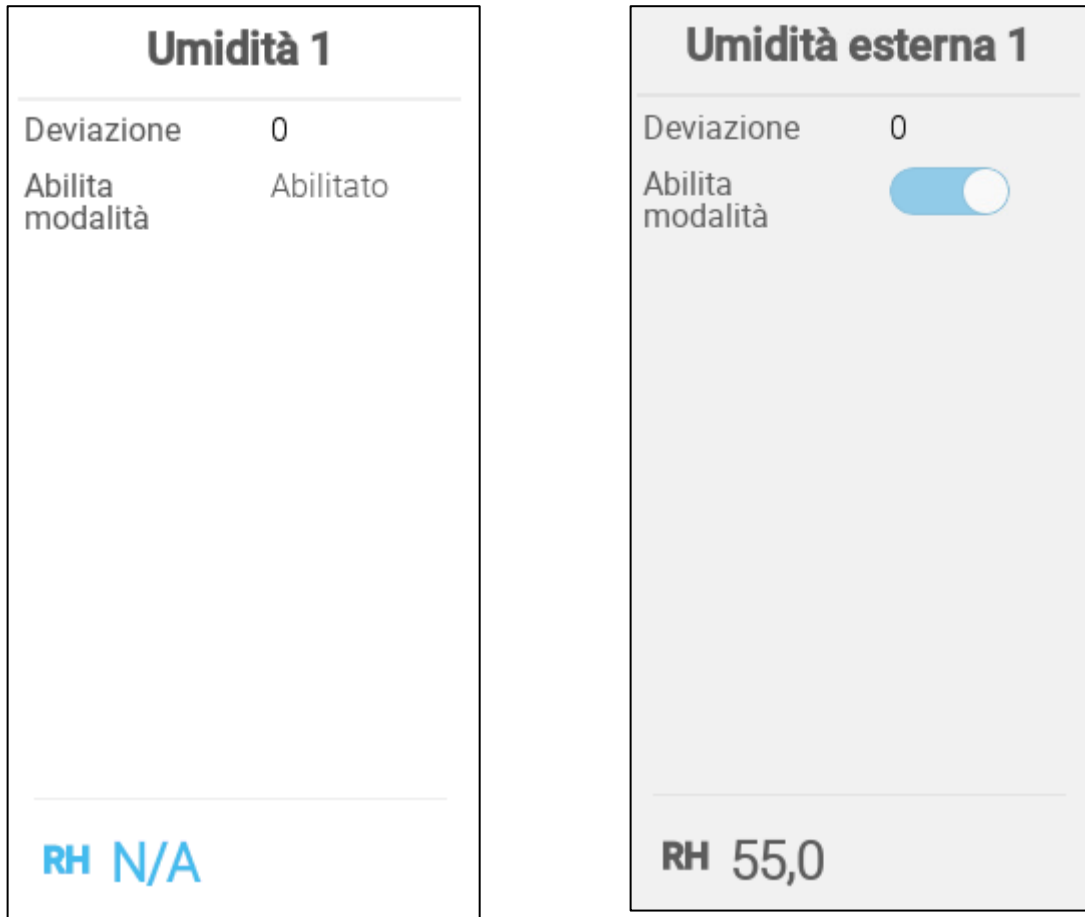 Umidità 1
Deviazione 0
Abilita
modalità
Abilitato
RH N/A
Umidità esterna 1
Deviazione 0
Abilita
modalità
RH 55,0